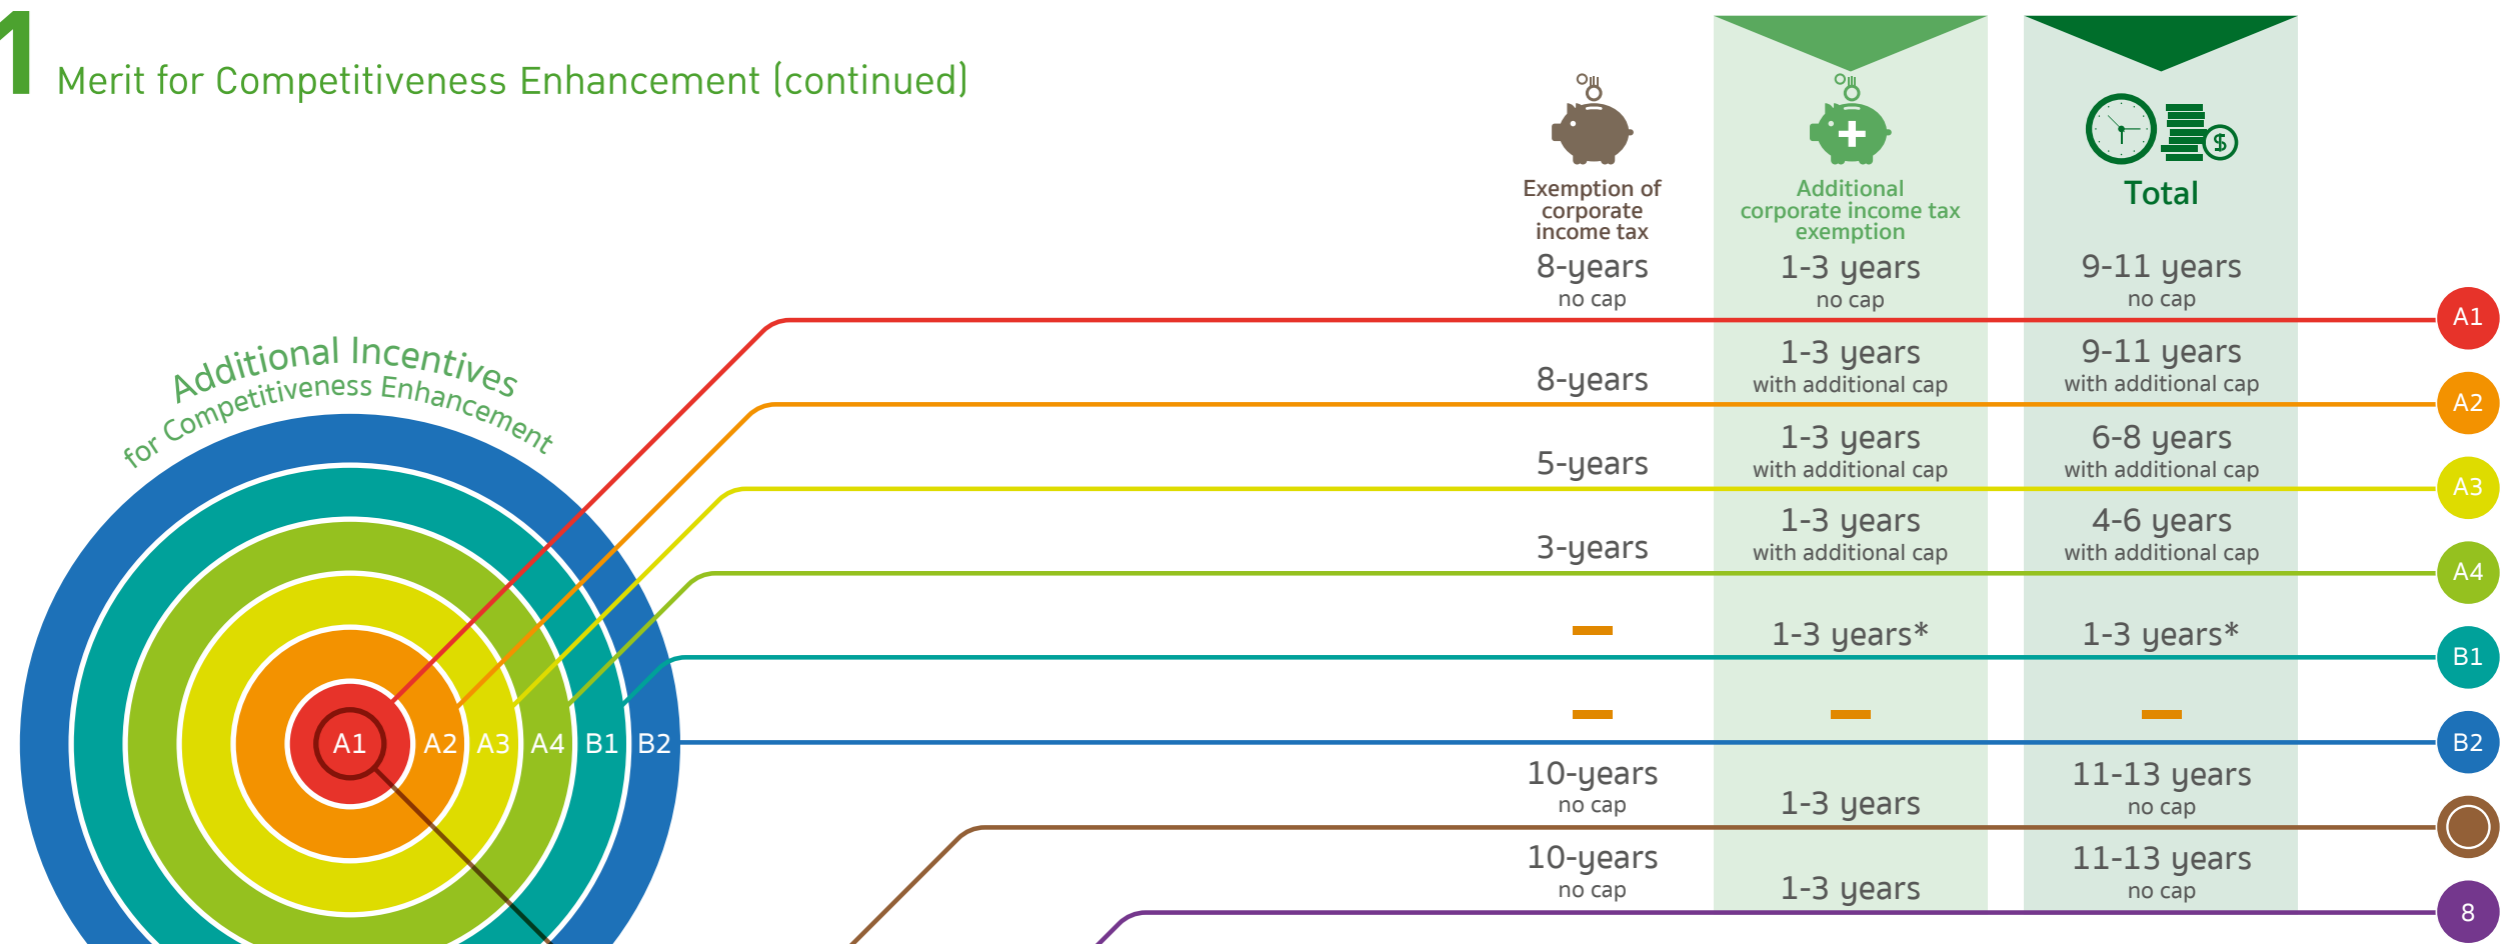 1 Merit for Competitiveness Enhancement (continued)
Exemption of
corporate
income tax
Additional
corporate income tax
exemption
Total
$
8-years
no cap
1-3 years
no cap
9-11 years
no cap
A1
8-years
1-3 years
with additional cap
9-11 years
with additional cap
A2
5-years
1-3 years
with additional cap
6-8 years
with additional cap
A3
3-years
1-3 years
with additional cap
4-6 years
with additional cap
A4
1-3 years*
1-3 years*
B1
B2
10-years
no cap
1-3 years
11-13 years
no cap
10-years
no cap
1-3 years
11-13 years
no cap
8
Additional Incentives
for Competitiveness Enhancement
A1 A2 A3 A4 B1 B2